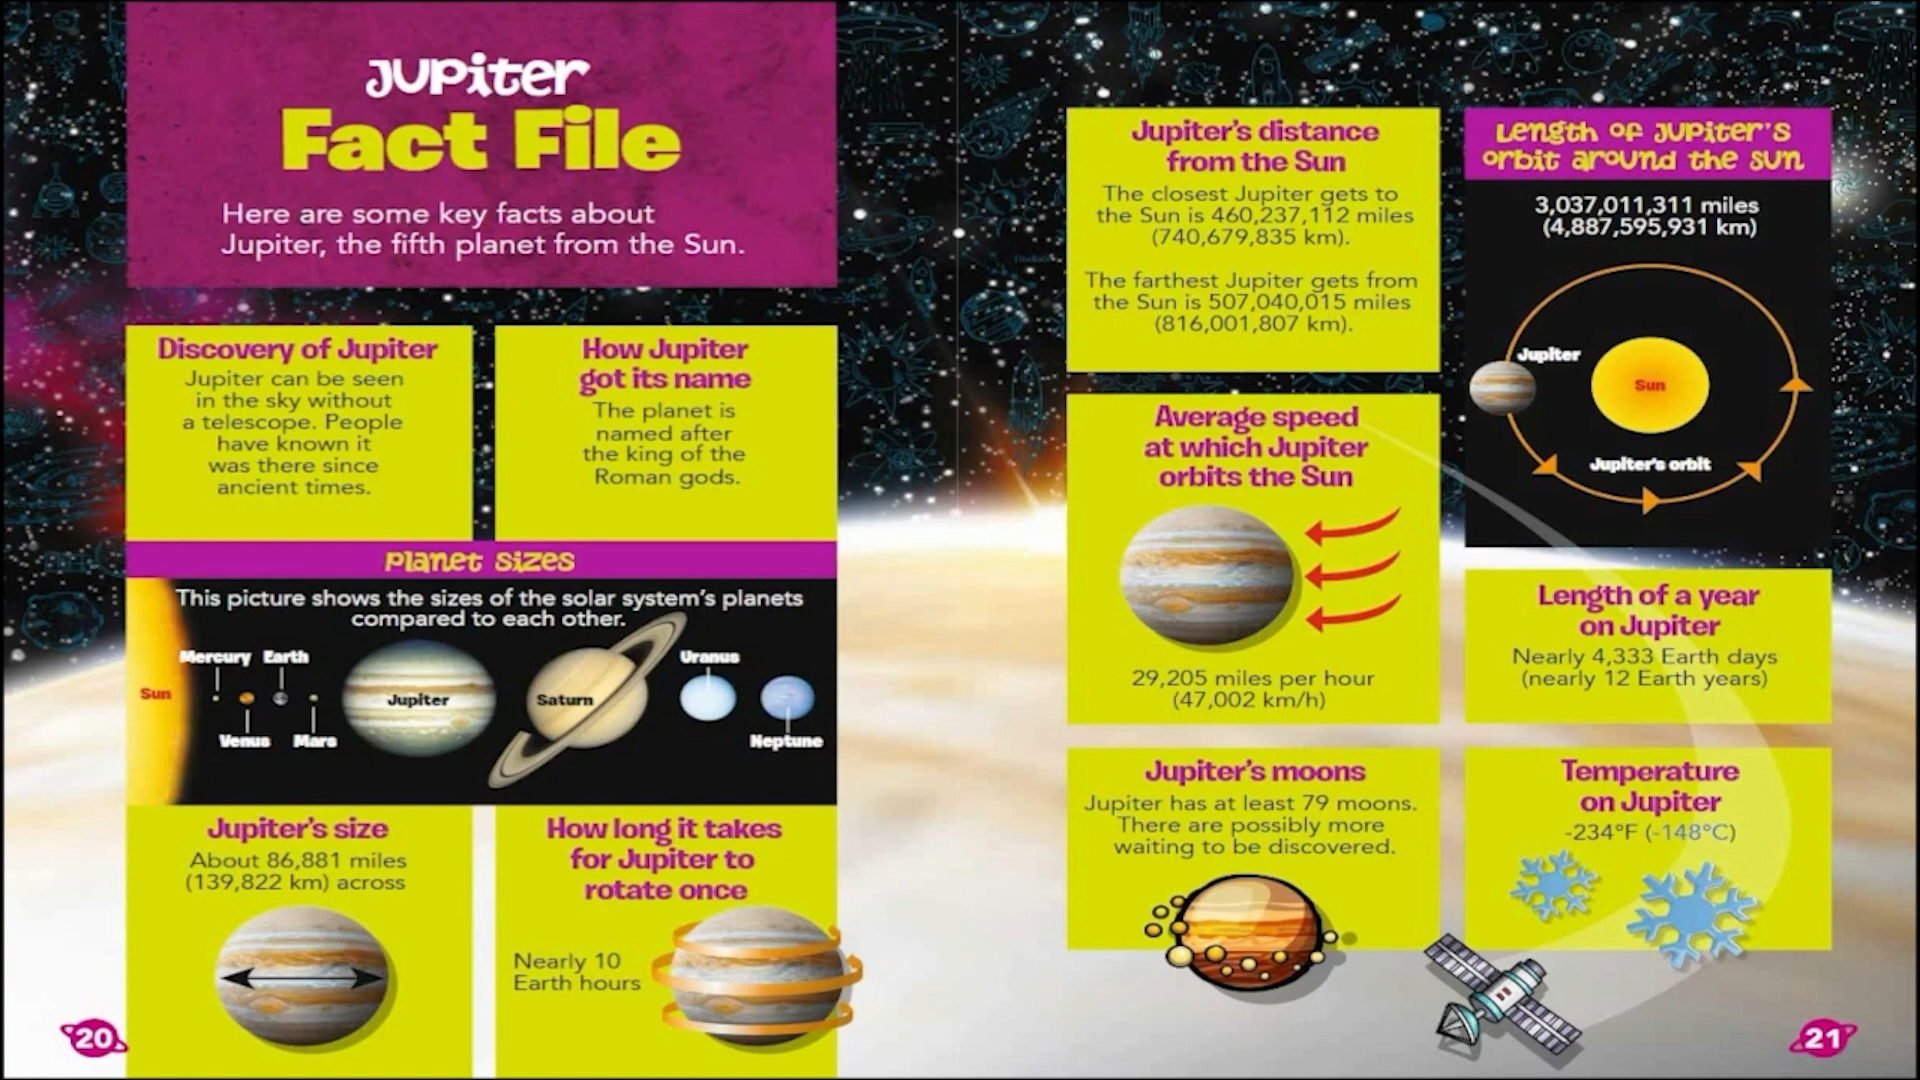 Jupiter
Fact File
Here are some key facts about
Jupiter, the fifth planet from the Sun.
Discovery of Jupiter
Jupiter can be seen
in the sky without
a telescope. People
have known it
was there since
ancient times.
How Jupiter
got its name
The planet is
named after
the king of the
Roman gods.
Planet sizes
This picture shows the sizes of the solar system's planets
compared to each other.
Sun
Mercury
Venus
Earth
Mars
Jupiter
Saturn
Uranus
Neptune
Jupiter's size
About 86,881 miles
(139,822 km) across
How long it takes
for Jupiter to
rotate once
Nearly 10
Earth hours
20
Jupiter's distance
from the Sun
The closest Jupiter gets to
the Sun is 460,237,112 miles
(740,679,835 km).
The farthest Jupiter gets from
the Sun is 507,040,015 miles
(816,001,807 km).
Average speed
at which Jupiter
orbits the Sun
29,205 miles per hour
(47,002 km/h)
Jupiter's moons
Jupiter has at least 79 moons.
There are possibly more
waiting to be discovered.
Length of Jupiter's
orbit around the Sun
3,037,011,311 miles
(4,887,595,931 km)
Jupiter
Sun
Jupiter's orbit
Length of a year
on Jupiter
Nearly 4,333 Earth days
(nearly 12 Earth years)
Temperature
on Jupiter
-234°F (-148°C)
21